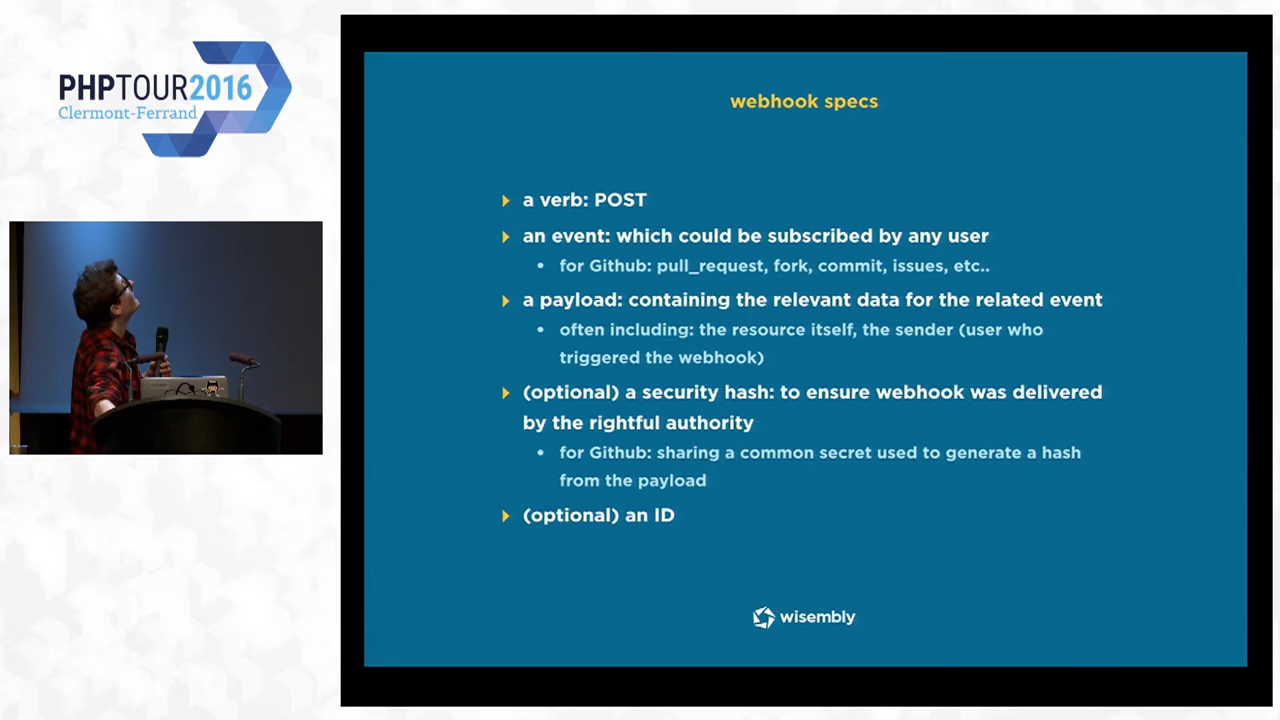 PHPTOUR2016
Clermont-Ferrand
webhook specs
a verb: POST
an event: which could be subscribed by any user
for Github: pull_request, fork, commit, issues, etc..
a payload: containing the relevant data for the related event
often including: the resource itself, the sender (user who
triggered the webhook)
(optional) a security hash: to ensure webhook was delivered
by the rightful authority
for Github: sharing a common secret used to generate a hash
from the payload
(optional) an ID
wisembly